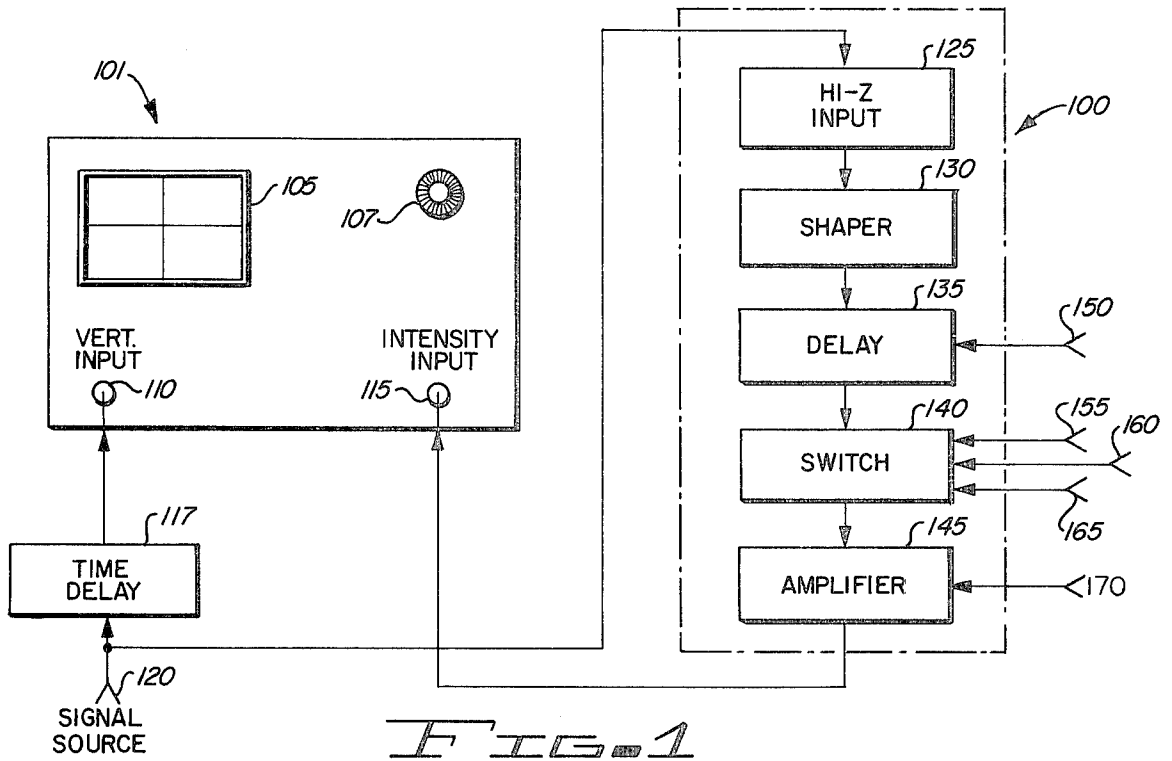 101
125
HI-Z
INPUT
100
130
SHAPER
105
107
135
DELAY
150
VERT.
INPUT
110
INTENSITY
INPUT
115
140
SWITCH
155
160
165
117
TIME
DELAY
145
AMPLIFIER
170
120
SIGNAL
SOURCE
FIG-1